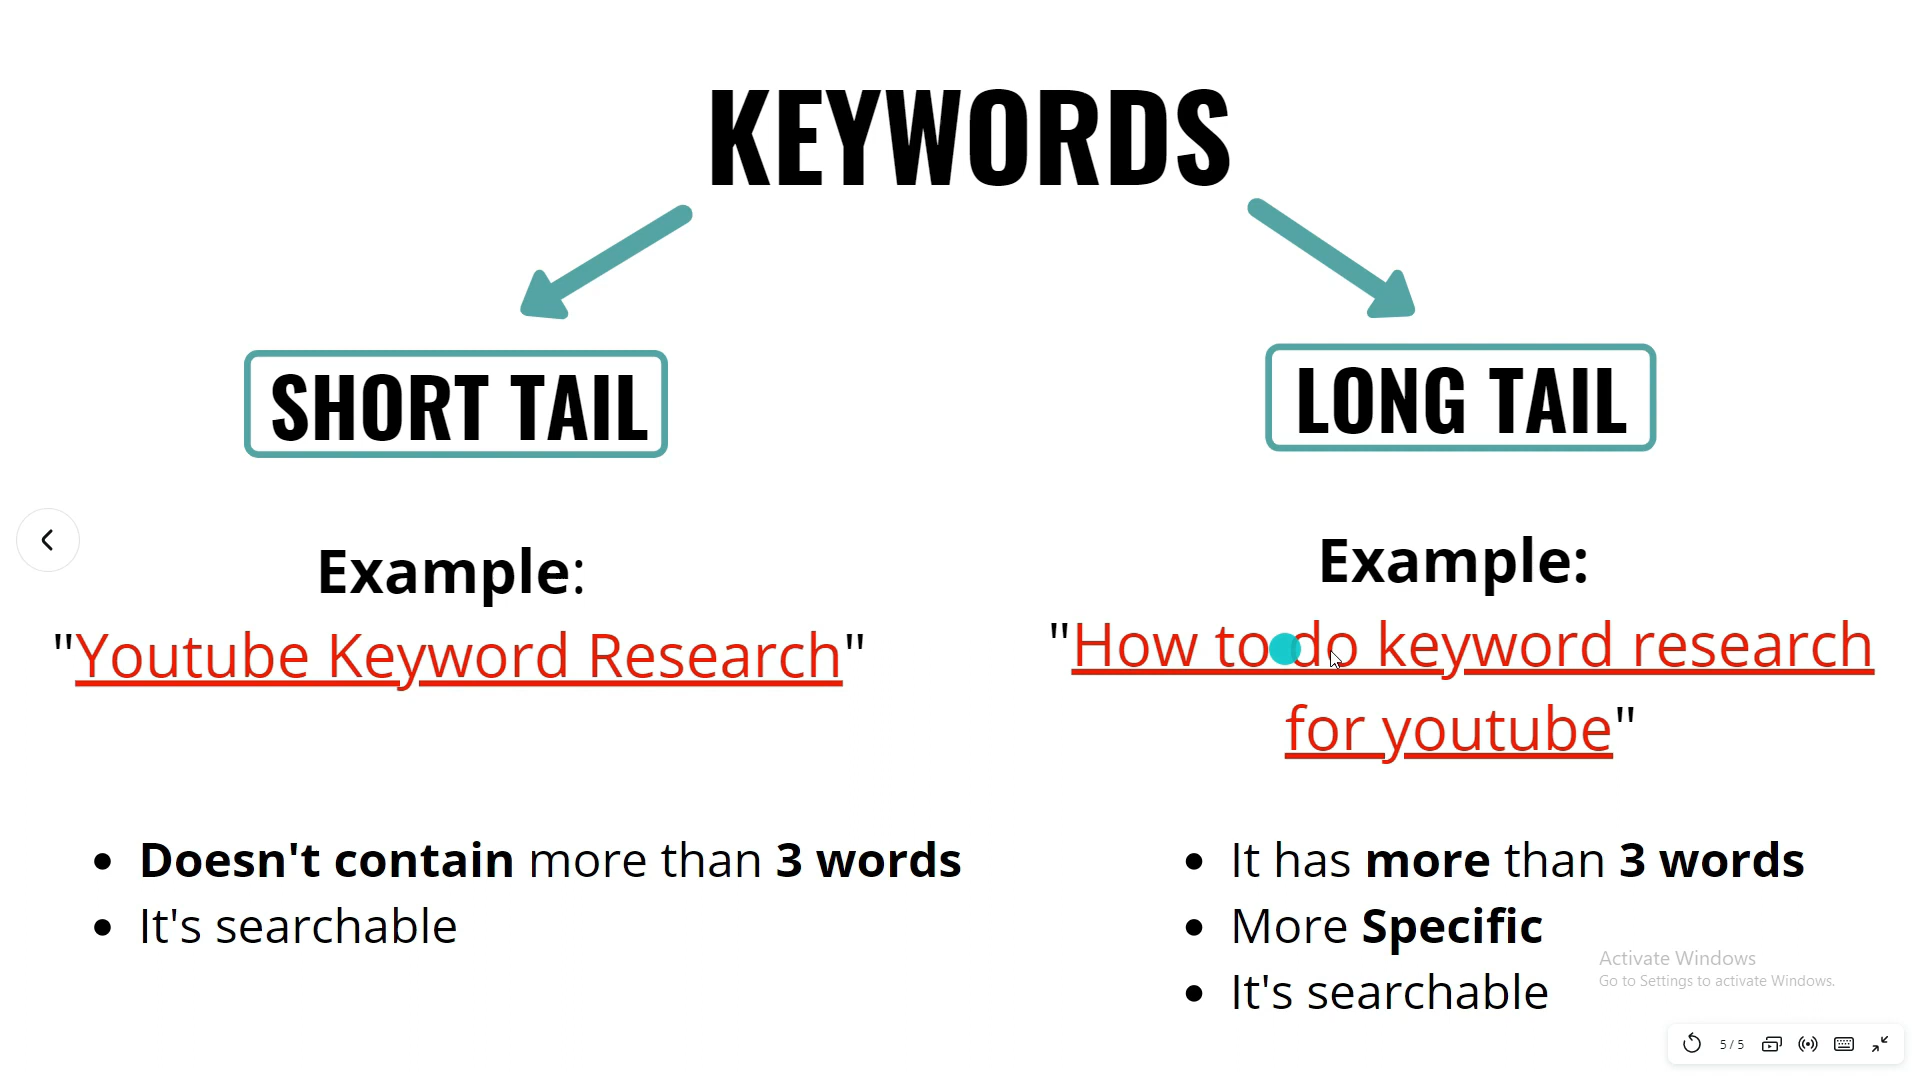 KEYWORDS
SHORT TAIL
Example:
"Youtube Keyword Research"
• Doesn't contain more than 3 words
• It's searchable
LONG TAIL
Example:
"How to do keyword research
for youtube"
• It has more than 3 words
• More Specific
• It's searchable
Activate Windows
Go to Settings to activate Windows.
5 / 5